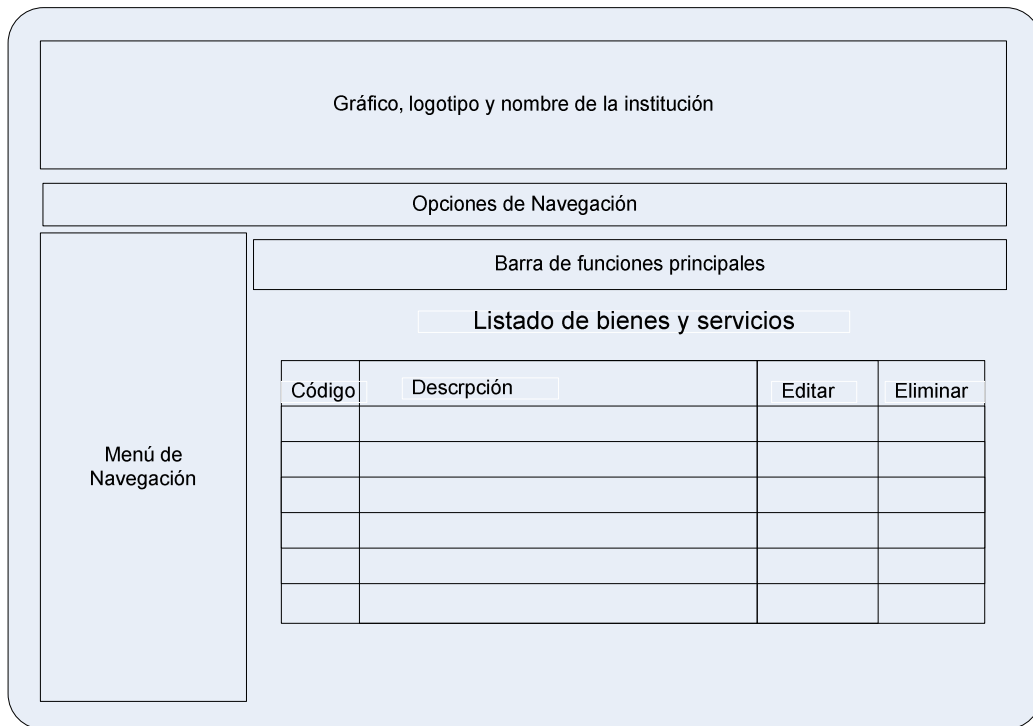 Gráfico, logotipo y nombre de la institución
Opciones de Navegación
Barra de funciones principales
Listado de bienes y servicios
Código
Descrpción
Editar
Eliminar
Menú de
Navegación